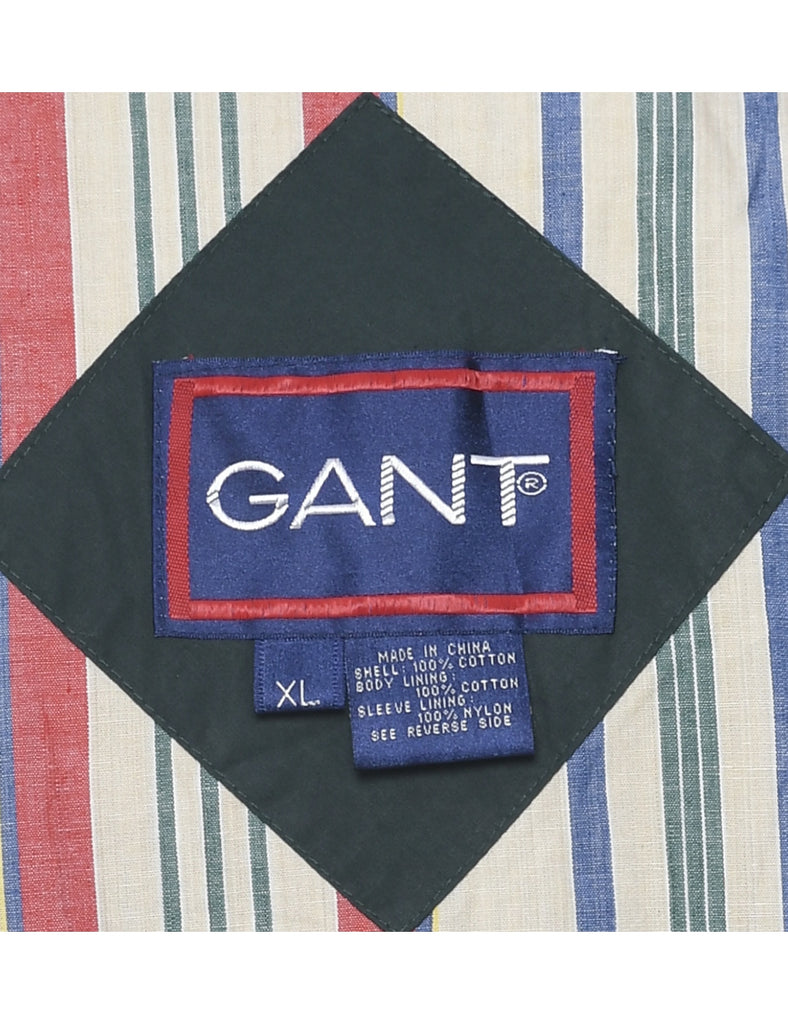 GANT®
XL
MADE IN CHINA
SHELL: 100% COTTON
BODY LINING:
100% COTTON
SLEEVE LINING:
100% NYLON
SEE REVERSE SIDE